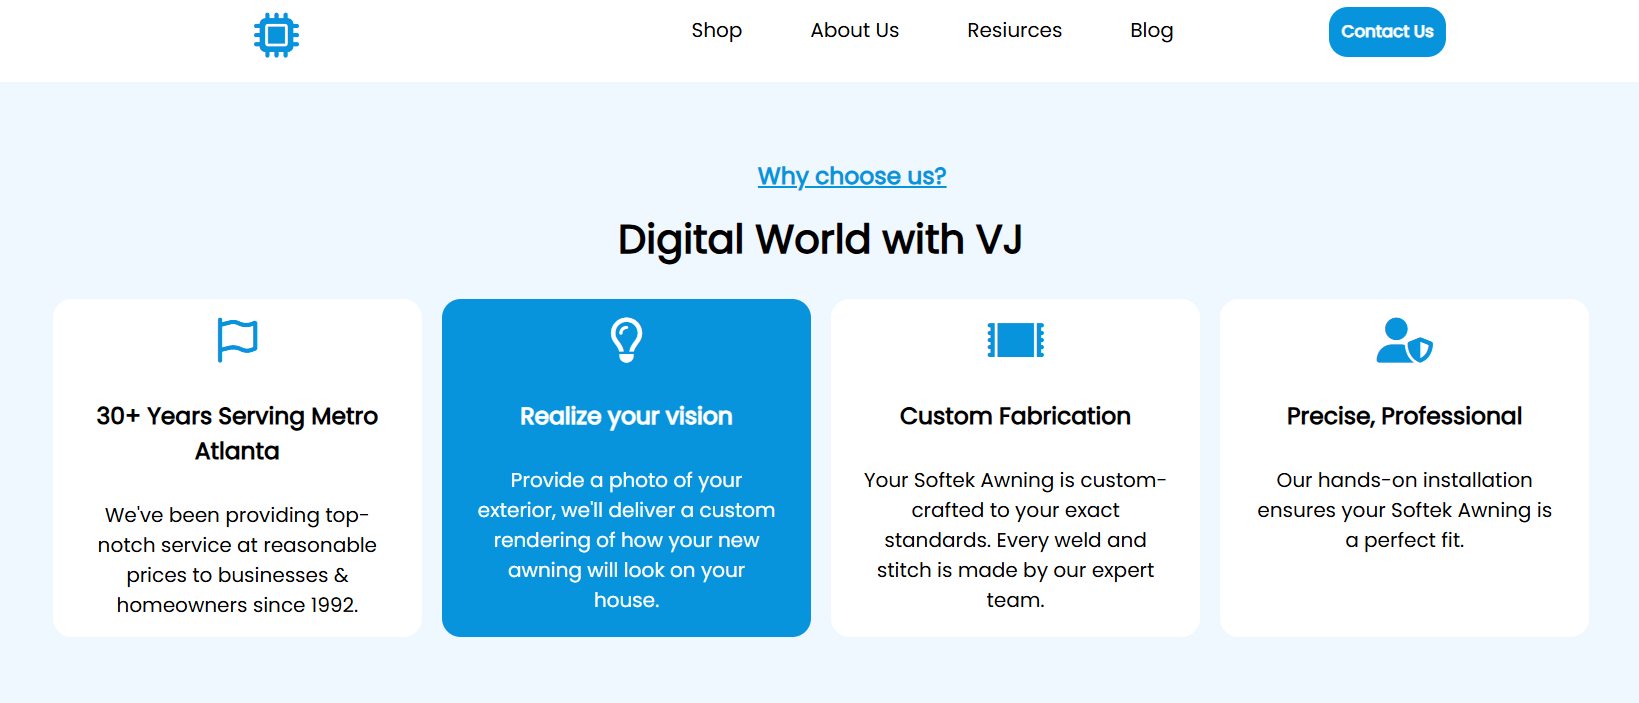 Shop
About Us
Resiurces
Blog
Contact Us
Why choose us?
Digital World with VJ
30+ Years Serving Metro
Atlanta
We've been providing top-
notch service at reasonable
prices to businesses &
homeowners since 1992.
Realize your vision
Provide a photo of your
exterior, we'll deliver a custom
rendering of how your new
awning will look on your
house.
Custom Fabrication
Your Softek Awning is custom-
crafted to your exact
standards. Every weld and
stitch is made by our expert
team.
Precise, Professional
Our hands-on installation
ensures your Softek Awning is
a perfect fit.